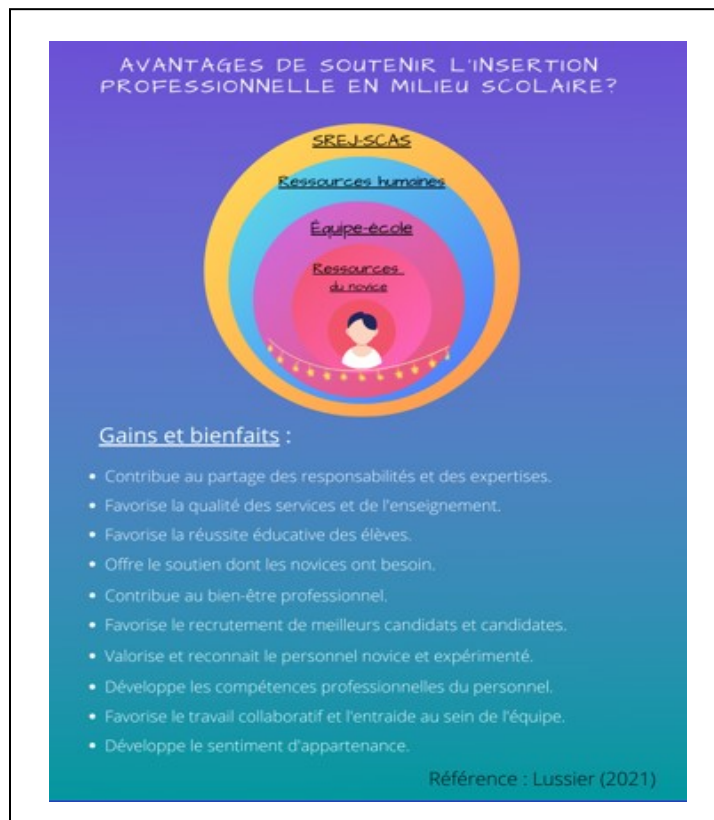 AVANTAGES DE SOUTENIR L'INSERTION
PROFESSIONNELLE EN MILIEU SCOLAIRE?
SREJ-SCAS
Ressources humaines
Équipe-école
Ressources
du novice
Gains et bienfaits :
• Contribue au partage des responsabilités et des expertises.
• Favorise la qualité des services et de l'enseignement.
• Favorise la réussite éducative des élèves.
• Offre le soutien dont les novices ont besoin.
• Contribue au bien-être professionnel.
• Favorise le recrutement de meilleurs candidats et candidates.
• Valorise et reconnait le personnel novice et expérimenté.
• Développe les compétences professionnelles du personnel.
• Favorise le travail collaboratif et l'entraide au sein de l'équipe.
• Développe le sentiment d'appartenance.
Référence : Lussier (2021)